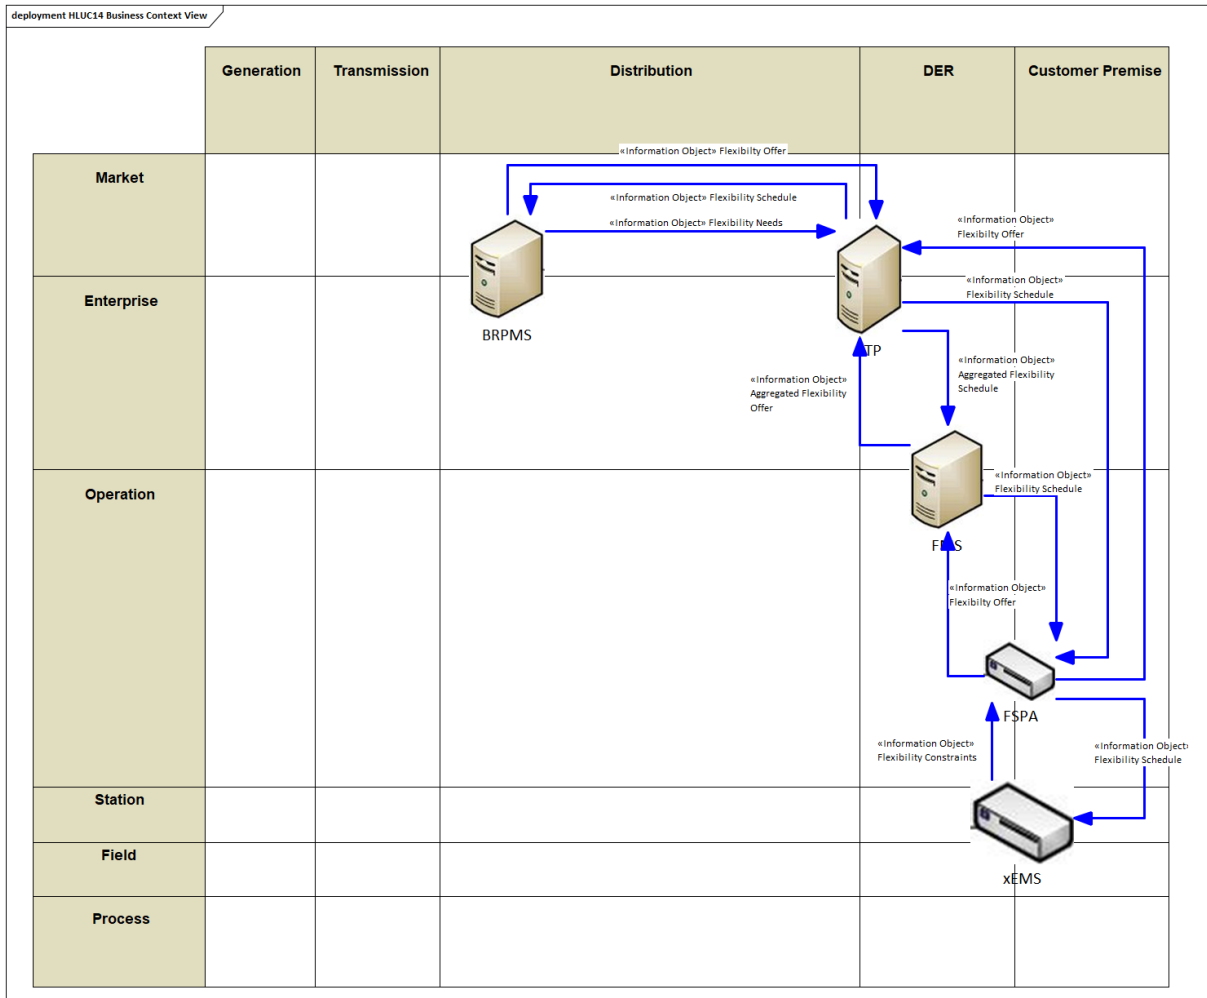 deployment HLUC14 Business Context View
Generation
Transmission
Distribution
DER
Customer Premise
«Information Object» Flexibilty Offer
Market
«Information Object» Flexibility Schedule
«Information Object» Flexibility Needs
«Information Object»
Flexibilty Offer
Enterprise
«Information Object»
Flexibility Schedule
BRPMS
TP
«Information Object»
Aggregated Flexibility
Schedule
«Information Object»
Aggregated Flexibility
Offer
Operation
«Information Object»
Flexibility Schedule
«Information Object»
Flexibilty Offer
FSPA
«Information Object»
Flexibility Constraints
«Information Object»
Flexibility Schedule
Station
Field
xEMS
Process